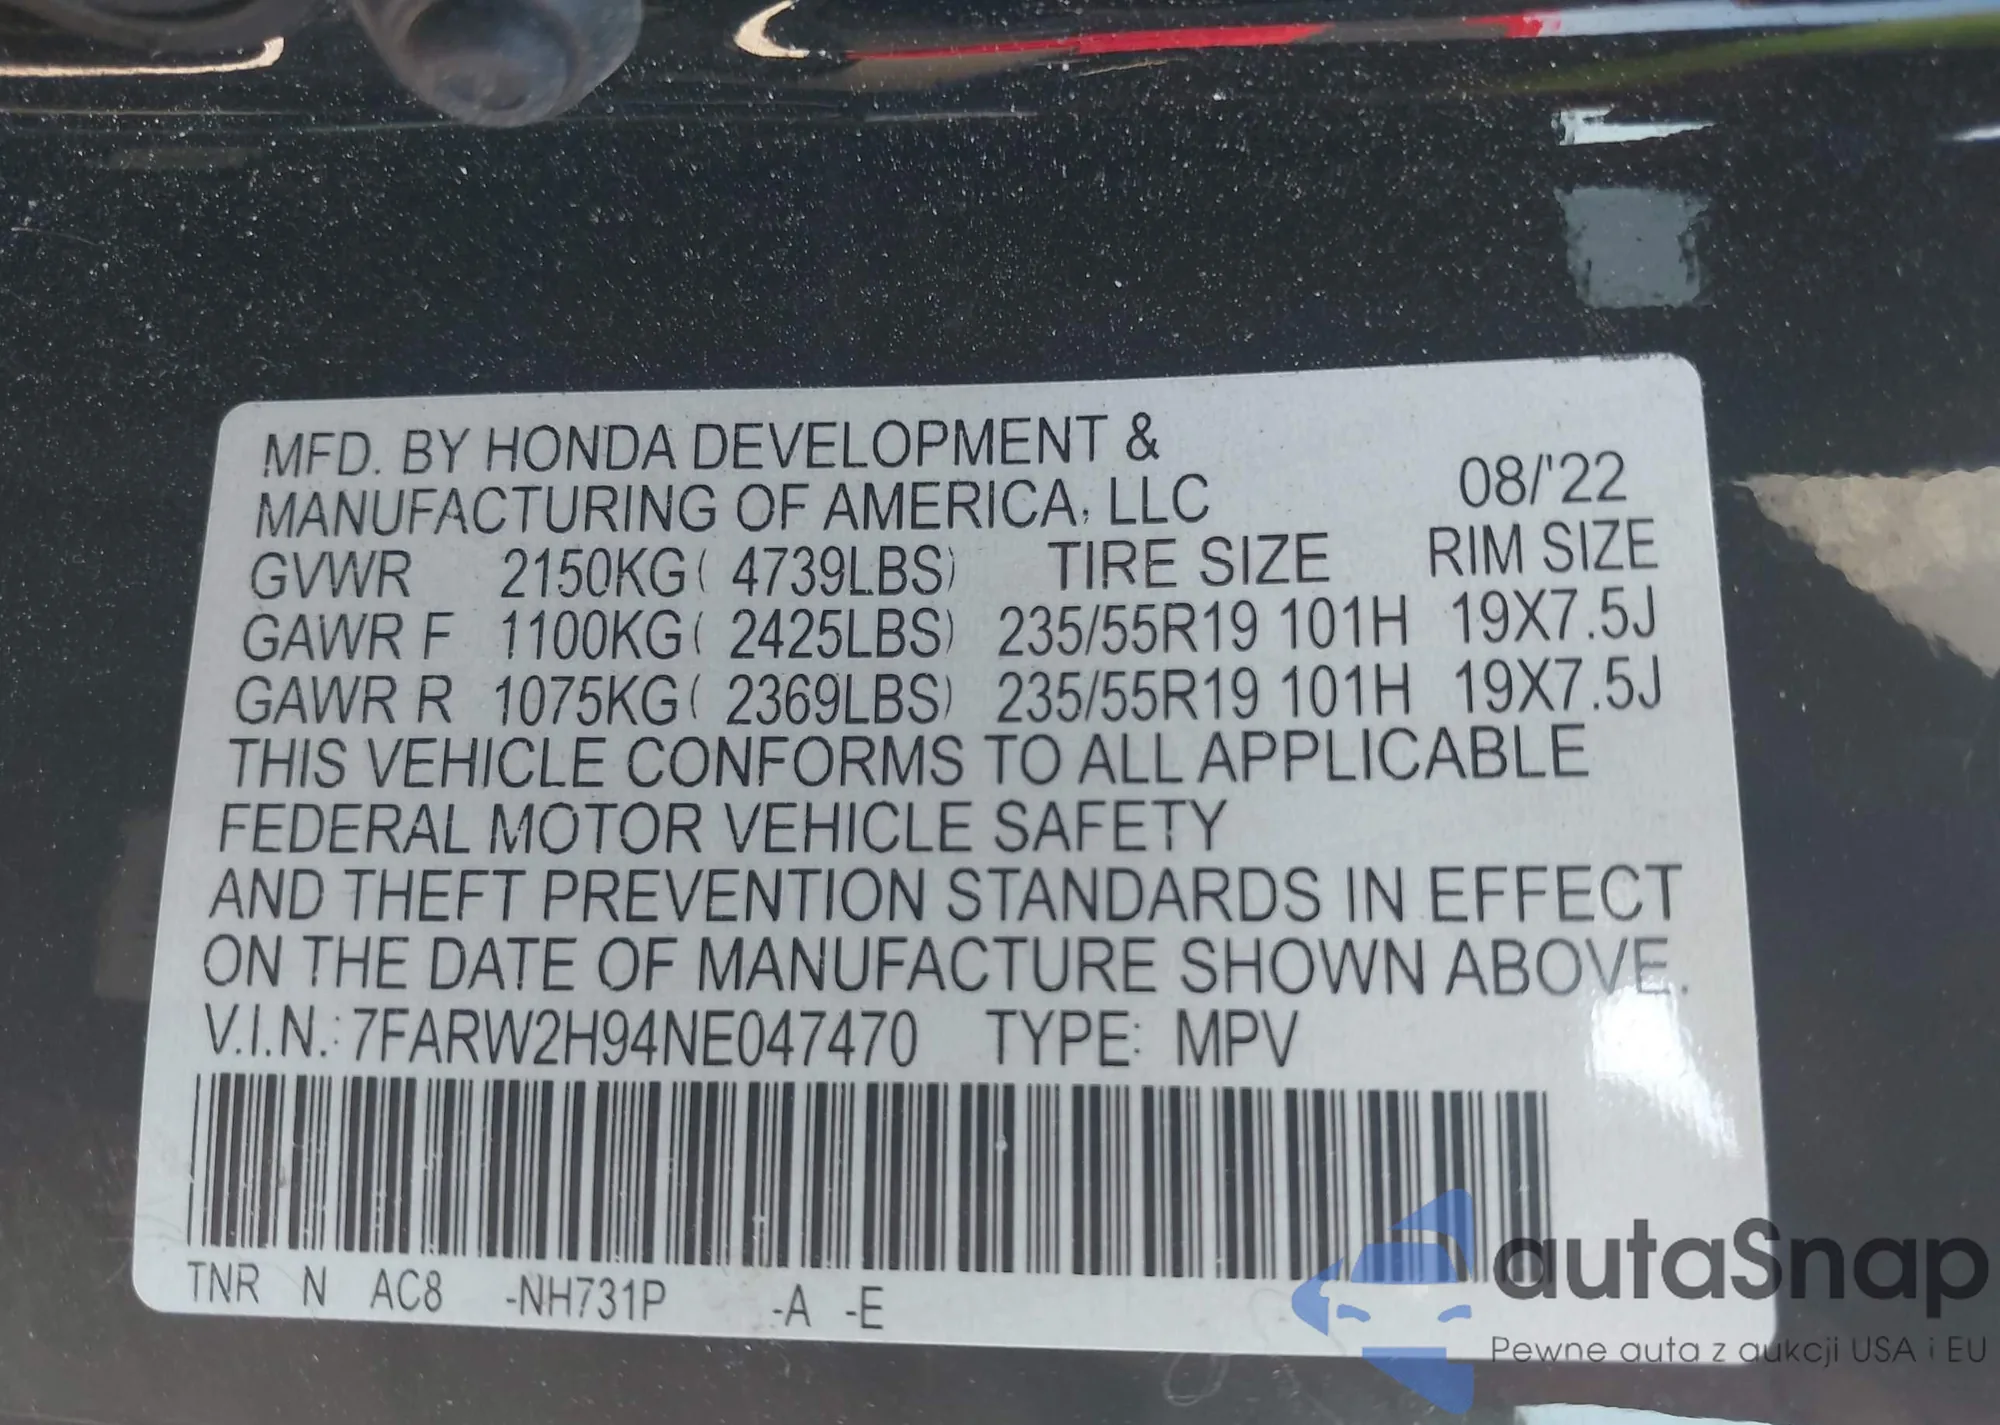 MFD. BY HONDA DEVELOPMENT &
MANUFACTURING OF AMERICA, LLC 08/'22
GVWR 2150KG( 4739LBS) TIRE SIZE RIM SIZE
GAWR F 1100KG( 2425LBS) 235/55R19 101H 19X7.5J
GAWR R 1075KG( 2369LBS) 235/55R19 101H 19X7.5J
THIS VEHICLE CONFORMS TO ALL APPLICABLE
FEDERAL MOTOR VEHICLE SAFETY
AND THEFT PREVENTION STANDARDS IN EFFECT
ON THE DATE OF MANUFACTURE SHOWN ABOVE.
V.I.N.: 7FARW2H94NE047470 TYPE: MPV
TNR N AC8 -NH731P -A -E
autaSnap
Pewne auta z aukcji USA i EU